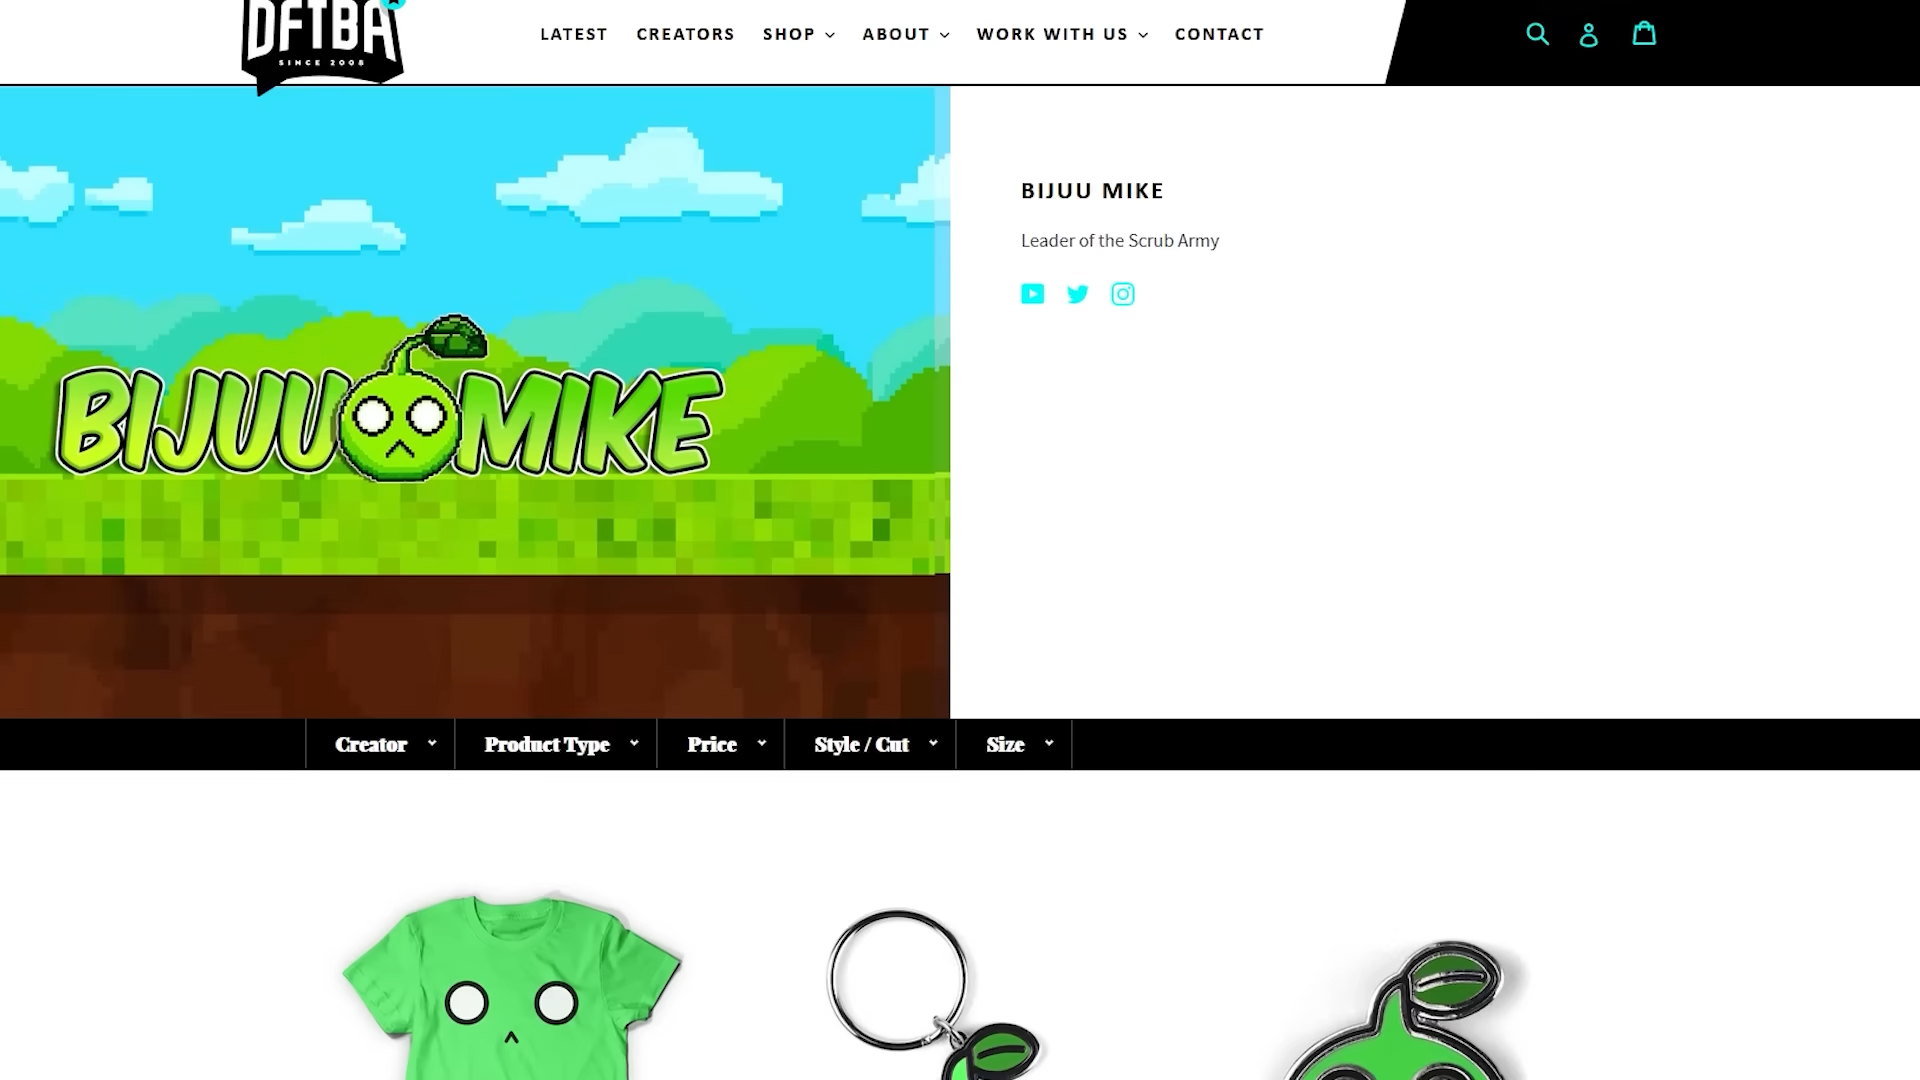 DFTBA
SINCE 2008
LATEST CREATORS SHOP ABOUT WORK WITH US CONTACT
BIJUU MIKE
BIJUU MIKE
Leader of the Scrub Army
Creator Product Type Price Style / Cut Size